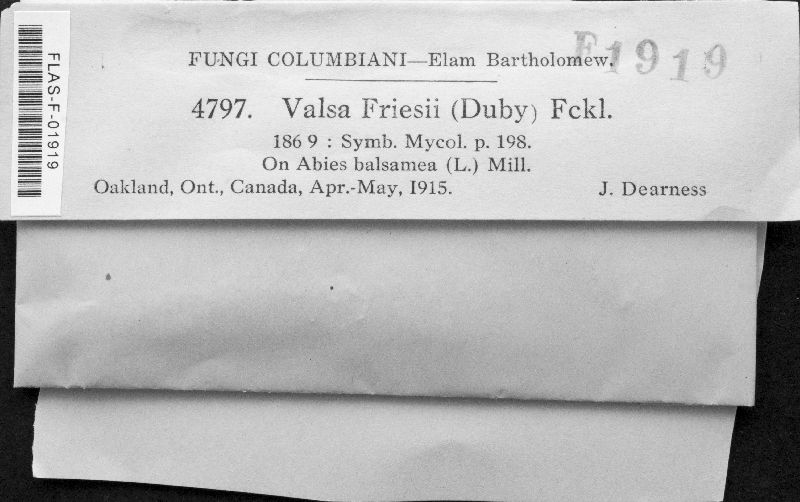 FLAS-F-01919
F1919
FUNGI COLUMBIANI—Elam Bartholomew.
4797. Valsa Friesii (Duby) Fckl.
186 9 : Symb. Mycol. p. 198.
On Abies balsamea (L.) Mill.
Oakland, Ont., Canada, Apr.-May, 1915. J. Dearness